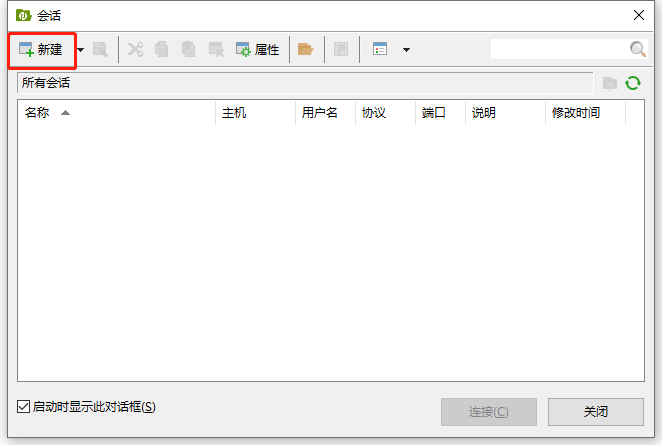 会话
新建 属性
所有会话
名称 主机 用户名 协议 端口 说明 修改时间
启动时显示此对话框(S)
连接(C) 关闭